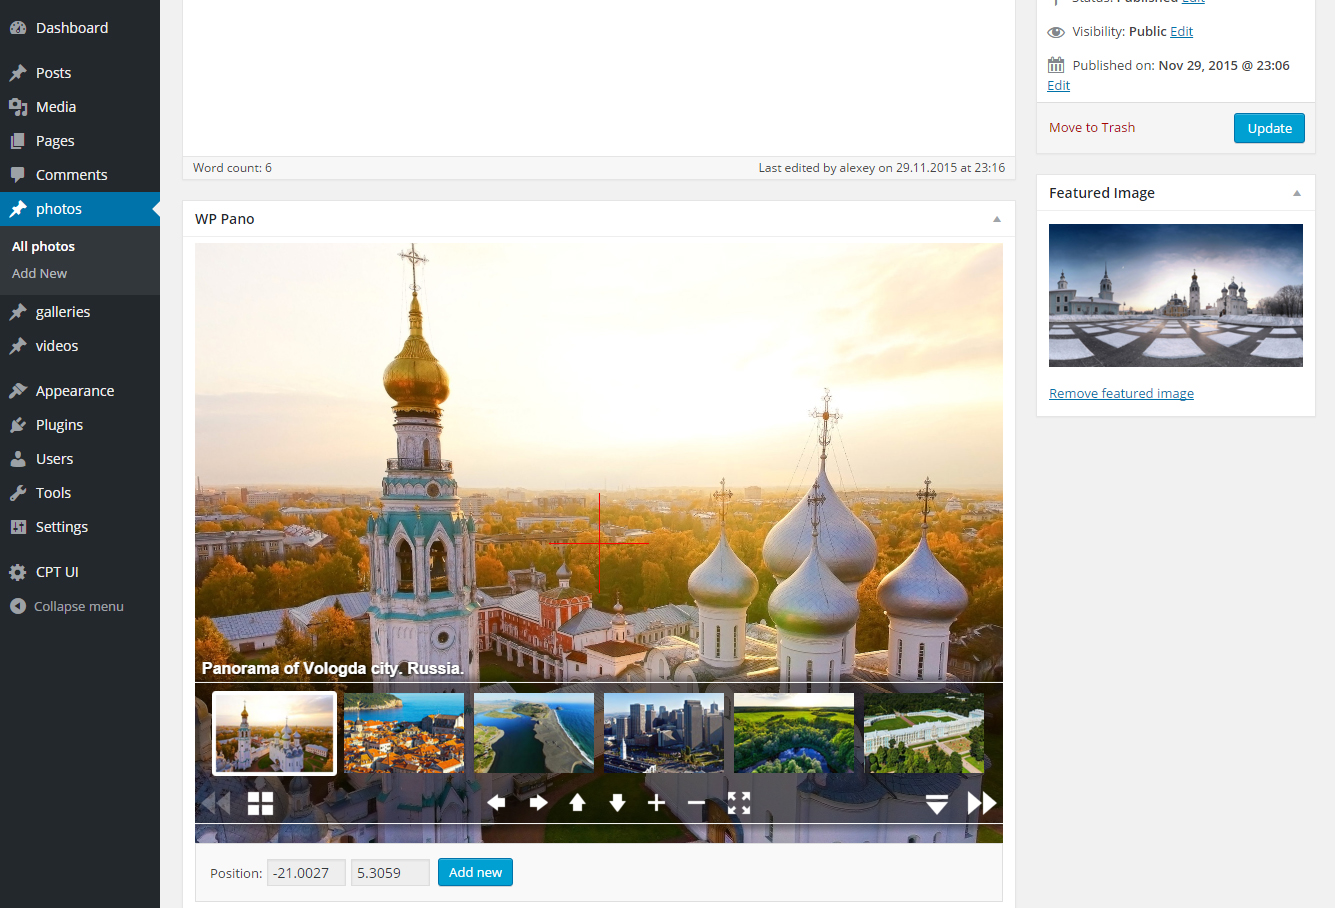 Dashboard
Posts
Media
Pages
Comments
photos
All photos
Add New
galleries
videos
Appearance
Plugins
Users
Tools
Settings
CPT UI
Collapse menu
Word count: 6
Last edited by alexey on 29.11.2015 at 23:16
WP Pano
Panorama of Vologda city. Russia.
Position: -21.0027 5.3059 Add new
Status: Published Edit
Visibility: Public Edit
Published on: Nov 29, 2015 @ 23:06
Edit
Move to Trash
Update
Featured Image
Remove featured image